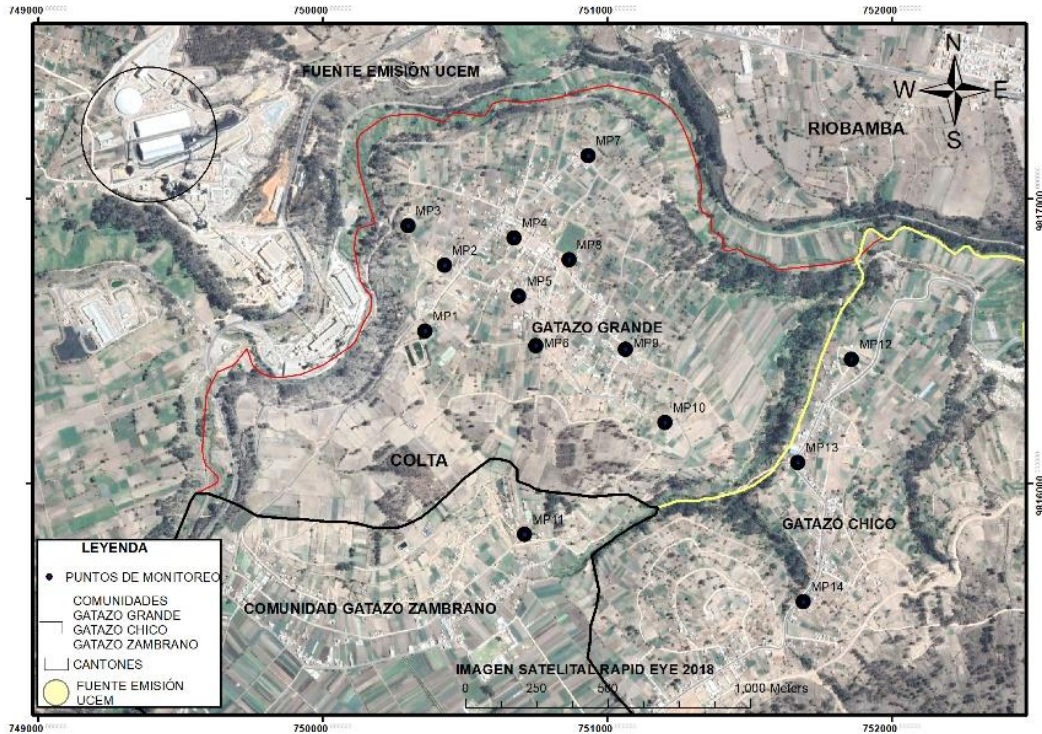 749000 750000 751000 752000
N
W E
S
FUENTE EMISIÓN UCEM
RIOBAMBA
MP7
9817000
MP3
MP4
MP2
MP8
MP5
MP1
GATAZO GRANDE
MP6
MP9
MP12
MP10
COLTA
MP13
9816000
MP11
GATAZO CHICO
LEYENDA
PUNTOS DE MONITOREO
COMUNIDADES
GATAZO GRANDE
GATAZO CHICO
GATAZO ZAMBRANO
CANTONES
FUENTE EMISIÓN
UCEM
MP14
COMUNIDAD GATAZO ZAMBRANO
IMAGEN SATELITAL RAPID EYE 2018
0 250 500 1,000 Meters
749000 750000 751000 752000